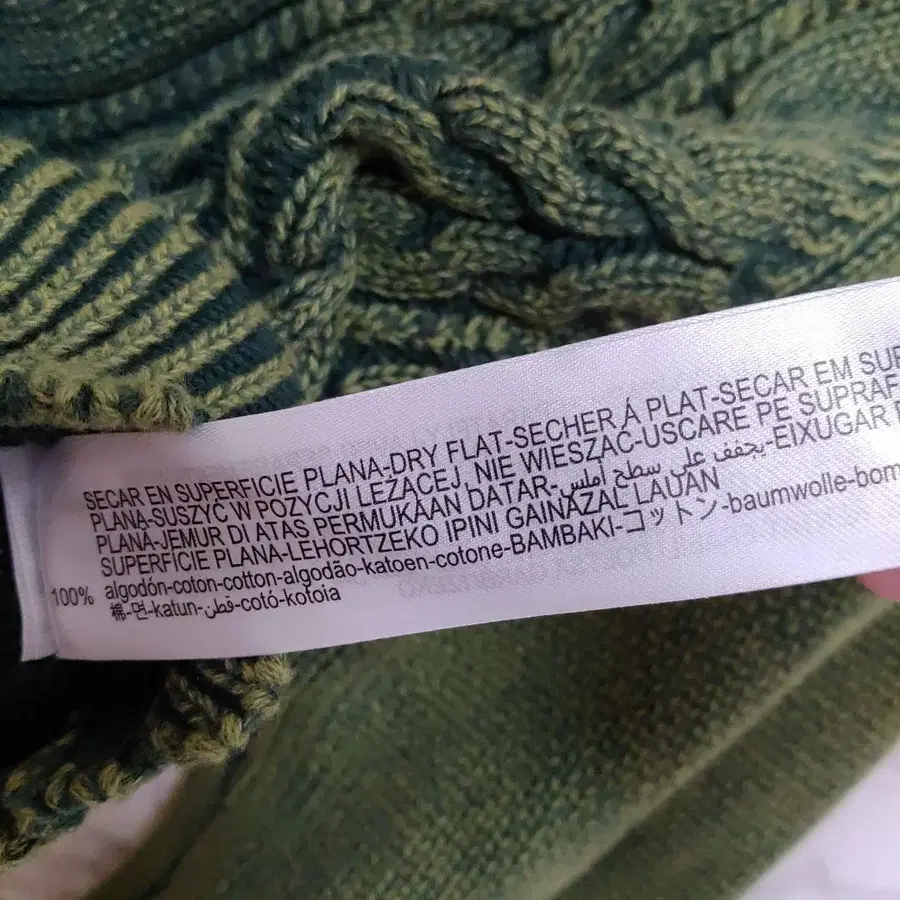 SECAR EN SUPERFICIE PLANA-DRY FLAT-SECHER Á PLAT-SECAR EM SUP
PLANA-SUSZYĆ W POZYCJI LEŻĄCEJ, NIE WIESZAĆ-USCARE PE SUPRAF
PLANA-JEMUR DI ATAS PERMUKAAN DATAR-يجفف على سطح أملس-EIXUGAR
SUPERFICIE PLANA-LEHORTZEKO IPINI GAINAZAL LAUAN
100% algodón-coton-cotton-algodão-katoen-cotone-BAMBAKI-コットン-baumwolle-bom
棉-면-katun-قطن-cotó-kotoia